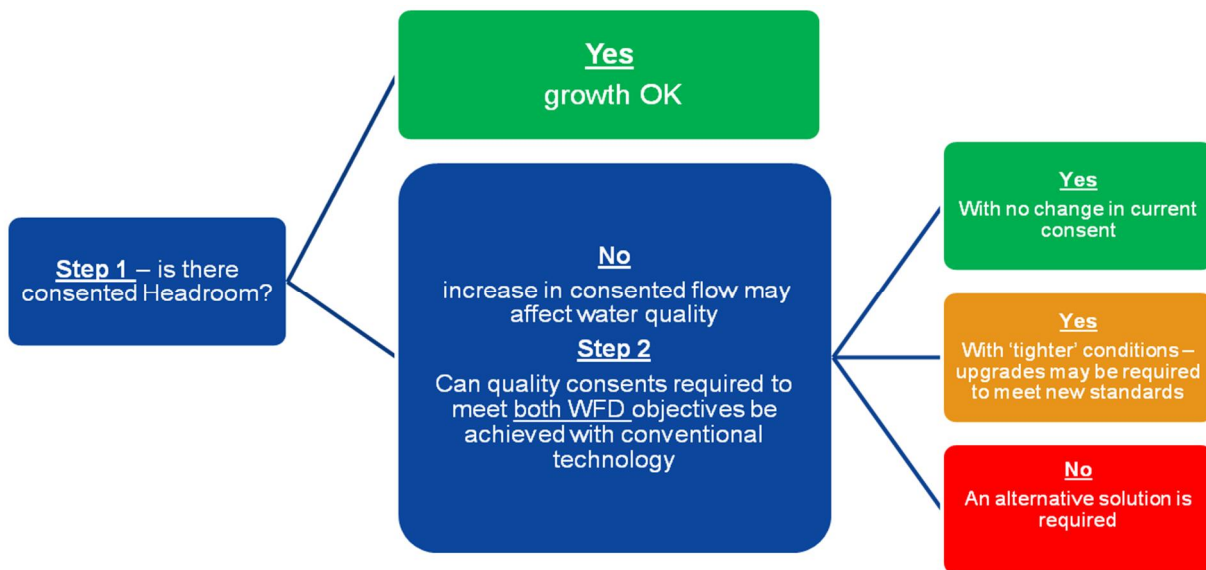 Yes
growth OK
Step 1 – is there
consented Headroom?
No
increase in consented flow may
affect water quality
Step 2
Can quality consents required to
meet both WFD objectives be
achieved with conventional
technology
Yes
With no change in current
consent
Yes
With ‘tighter’ conditions –
upgrades may be required
to meet new standards
No
An alternative solution is
required